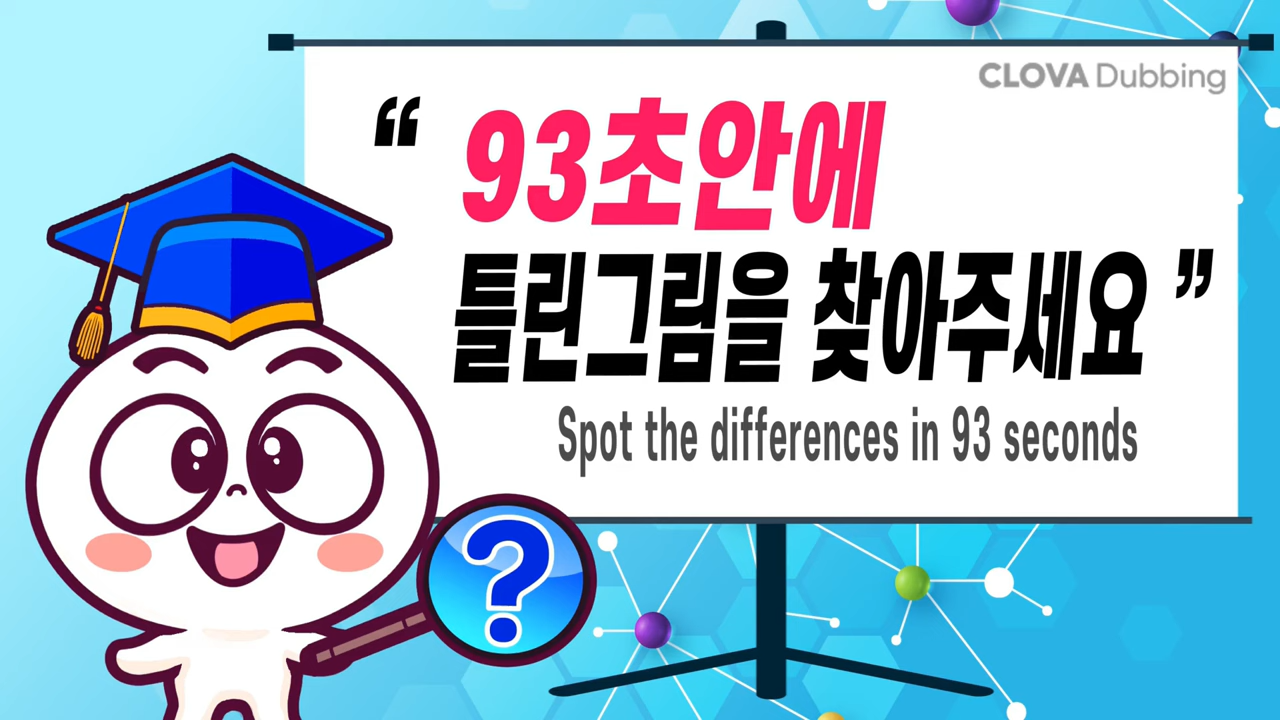 CLOVA Dubbing
“ 93초안에
틀린그림을 찾아주세요 ”
Spot the differences in 93 seconds
?